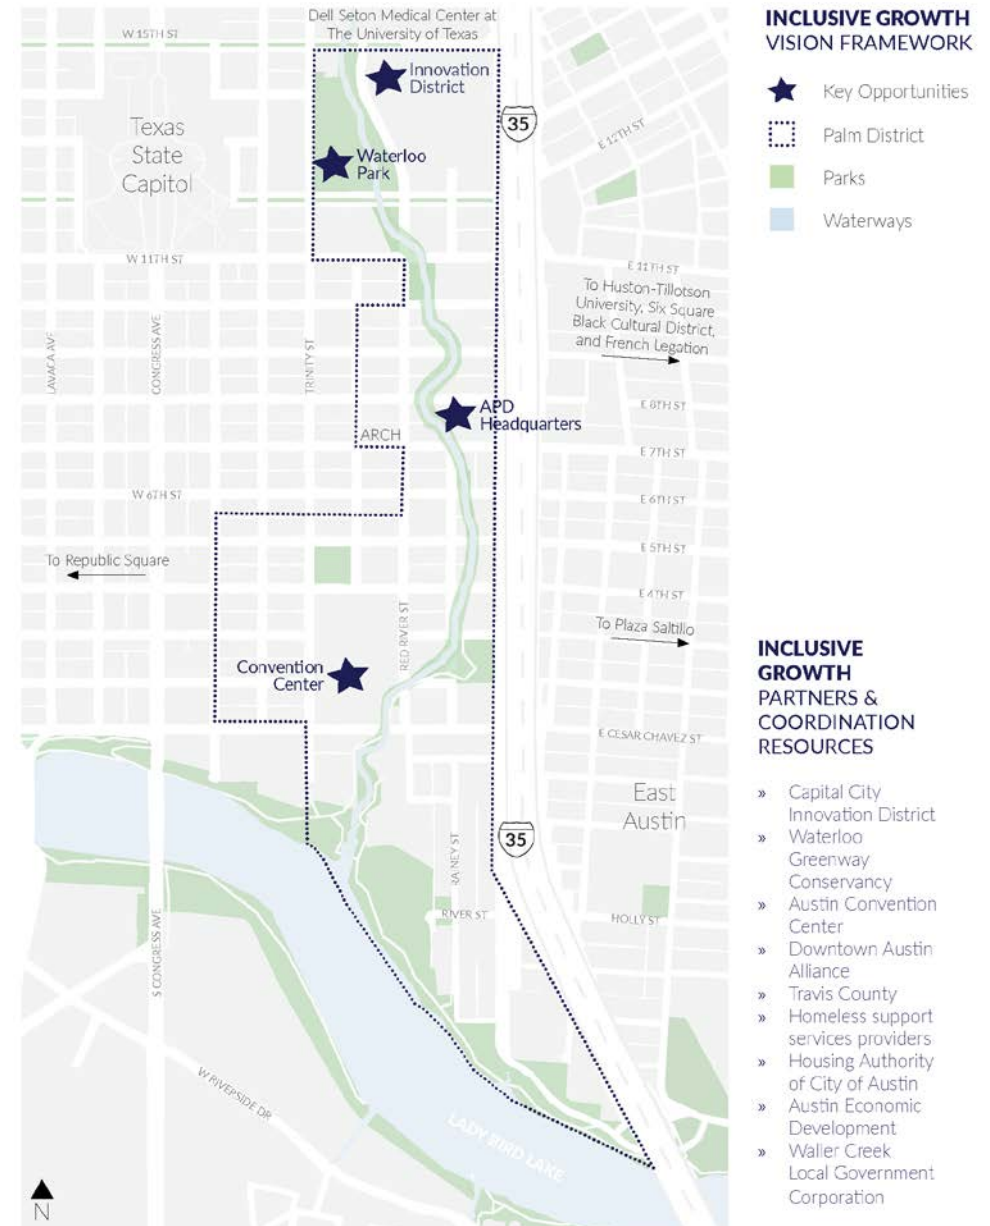 Dell Seton Medical Center at
The University of Texas
W 15TH ST
Innovation
District
35
E 12TH ST
Texas
State
Capitol
Waterloo
Park
W 11TH ST
E 11TH ST
To Huston-Tillotson
University, Six Square
Black Cultural District,
and French Legation
LAVACA AVE
CONGRESS AVE
TRINITY ST
APD
Headquarters
E 8TH ST
ARCH
E 7TH ST
W 6TH ST
E 6TH ST
E 5TH ST
To Republic Square
E 4TH ST
To Plaza Saltillo
RED RIVER ST
Convention
Center
E CESAR CHAVEZ ST
East
Austin
35
RAINEY ST
RIVER ST
HOLLY ST
S CONGRESS AVE
W RIVERSIDE DR
LADY BIRD LAKE
N
INCLUSIVE GROWTH
VISION FRAMEWORK
Key Opportunities
Palm District
Parks
Waterways
INCLUSIVE
GROWTH
PARTNERS &
COORDINATION
RESOURCES
» Capital City
Innovation District
» Waterloo
Greenway
Conservancy
» Austin Convention
Center
» Downtown Austin
Alliance
» Travis County
» Homeless support
services providers
» Housing Authority
of City of Austin
» Austin Economic
Development
» Waller Creek
Local Government
Corporation